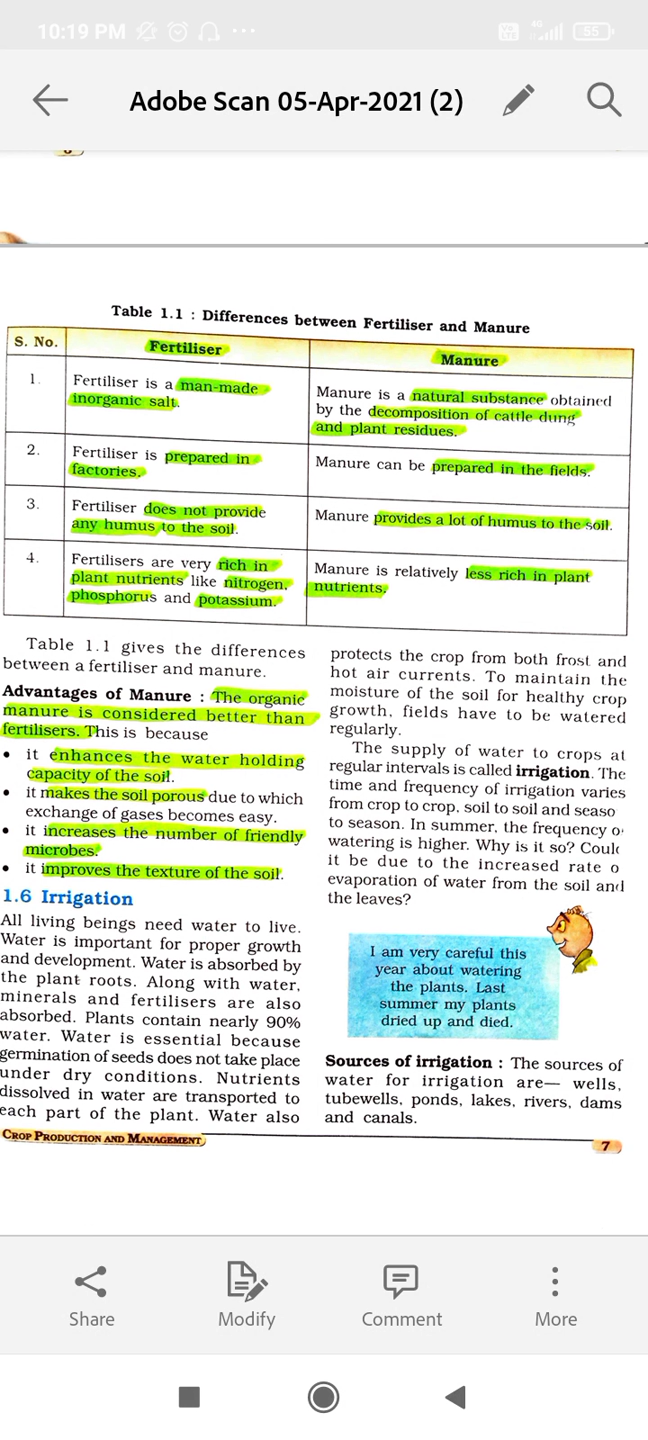 10:19 PM
4G
55
Adobe Scan 05-Apr-2021 (2)
Table 1.1 : Differences between Fertiliser and Manure
S. No.
Fertiliser
Manure
1.
Fertiliser is a man-made
inorganic salt.
Manure is a natural substance obtained
by the decomposition of cattle dung
and plant residues.
2.
Fertiliser is prepared in
factories.
Manure can be prepared in the fields.
3.
Fertiliser does not provide
any humus to the soil.
Manure provides a lot of humus to the soil.
4.
Fertilisers are very rich in
plant nutrients like nitrogen,
phosphorus and potassium.
Manure is relatively less rich in plant
nutrients.
Table 1.1 gives the differences
between a fertiliser and manure.
Advantages of Manure : The organic
manure is considered better than
fertilisers. This is because
• it enhances the water holding
capacity of the soil.
• it makes the soil porous due to which
exchange of gases becomes easy.
• it increases the number of friendly
microbes.
• it improves the texture of the soil.
1.6 Irrigation
All living beings need water to live.
Water is important for proper growth
and development. Water is absorbed by
the plant roots. Along with water,
minerals and fertilisers are also
absorbed. Plants contain nearly 90%
water. Water is essential because
germination of seeds does not take place
under dry conditions. Nutrients
dissolved in water are transported to
each part of the plant. Water also
protects the crop from both frost and
hot air currents. To maintain the
moisture of the soil for healthy crop
growth, fields have to be watered
regularly.
The supply of water to crops at
regular intervals is called irrigation. The
time and frequency of irrigation varies
from crop to crop, soil to soil and seaso
to season. In summer, the frequency o
watering is higher. Why is it so? Could
it be due to the increased rate o
evaporation of water from the soil and
the leaves?
I am very careful this
year about watering
the plants. Last
summer my plants
dried up and died.
Sources of irrigation : The sources of
water for irrigation are— wells,
tubewells, ponds, lakes, rivers, dams
and canals.
CROP PRODUCTION AND MANAGEMENT
7
Share
Modify
Comment
More